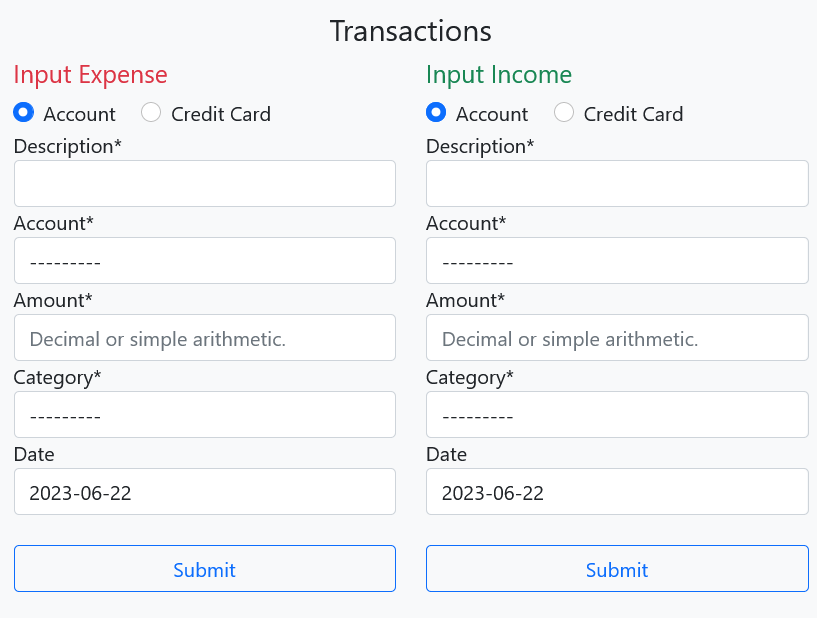 Transactions
Input Expense
Account Credit Card
Description*
Account*
---------
Amount*
Decimal or simple arithmetic.
Category*
---------
Date
2023-06-22
Submit
Input Income
Account Credit Card
Description*
Account*
---------
Amount*
Decimal or simple arithmetic.
Category*
---------
Date
2023-06-22
Submit